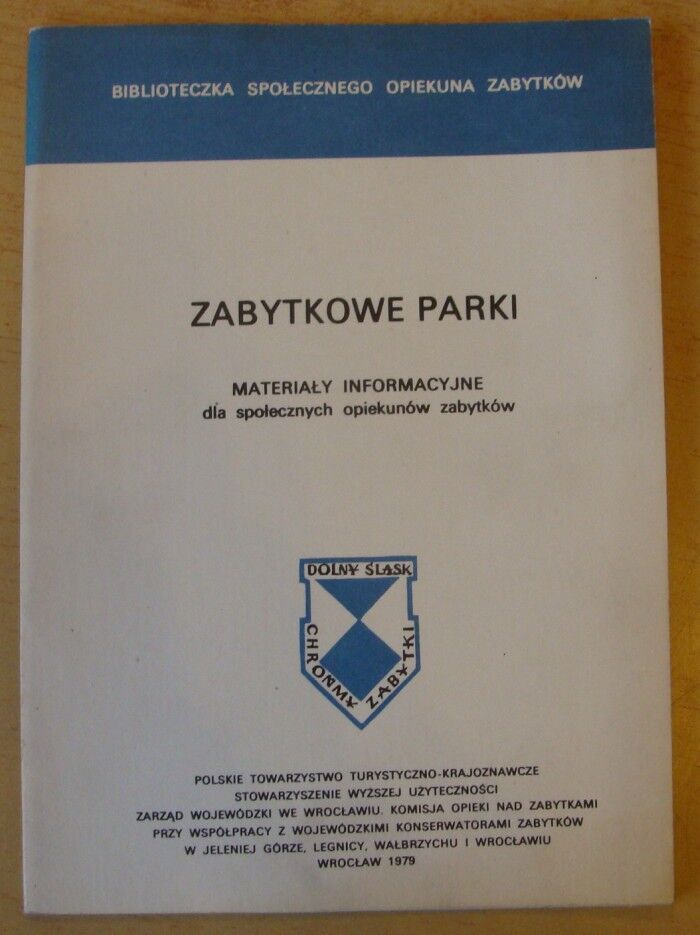 BIBLIOTECZKA SPOŁECZNEGO OPIEKUNA ZABYTKÓW
ZABYTKOWE PARKI
MATERIAŁY INFORMACYJNE
dla społecznych opiekunów zabytków
DOLNY ŚLĄSK
CHROŃMY ZABYTKI
POLSKIE TOWARZYSTWO TURYSTYCZNO-KRAJOZNAWCZE
STOWARZYSZENIE WYŻSZEJ UŻYTECZNOŚCI
ZARZĄD WOJEWÓDZKI WE WROCŁAWIU. KOMISJA OPIEKI NAD ZABYTKAMI
PRZY WSPÓŁPRACY Z WOJEWÓDZKIMI KONSERWATORAMI ZABYTKÓW
W JELENIEJ GÓRZE, LEGNICY, WAŁBRZYCHU I WROCŁAWIU
WROCŁAW 1979